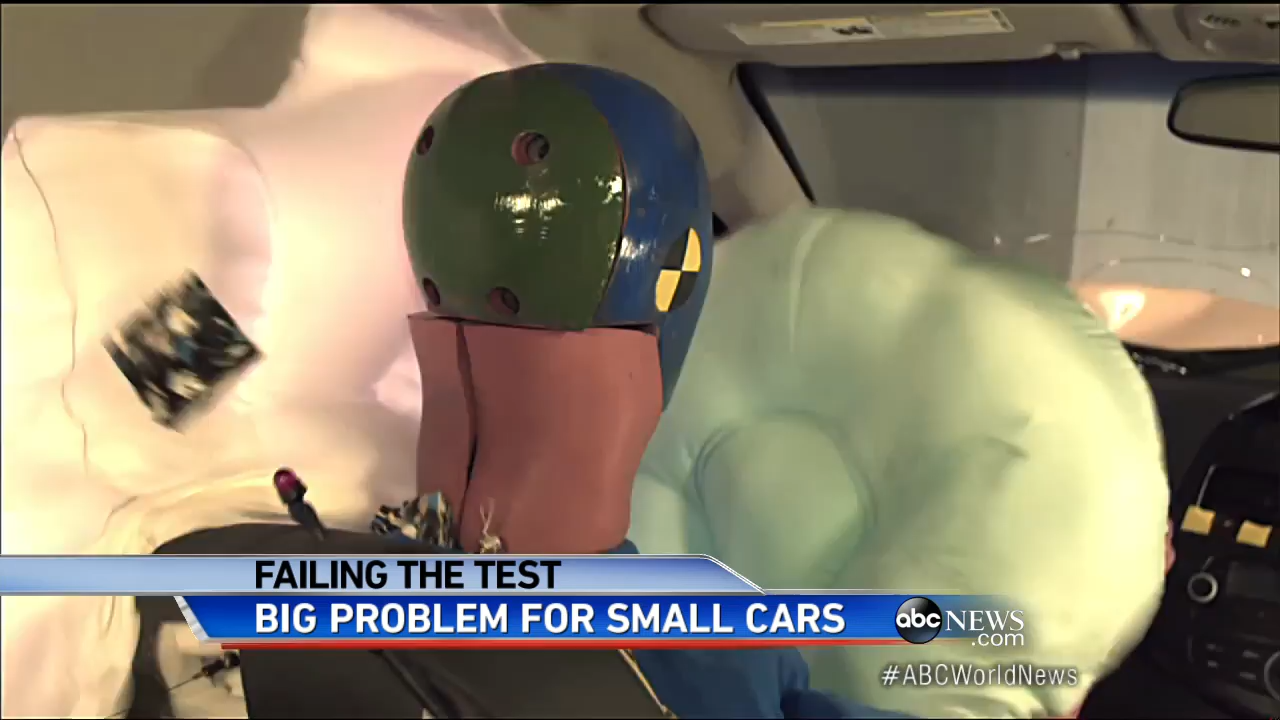 FAILING THE TEST
BIG PROBLEM FOR SMALL CARS
abc NEWS
.com
#ABCWorldNews